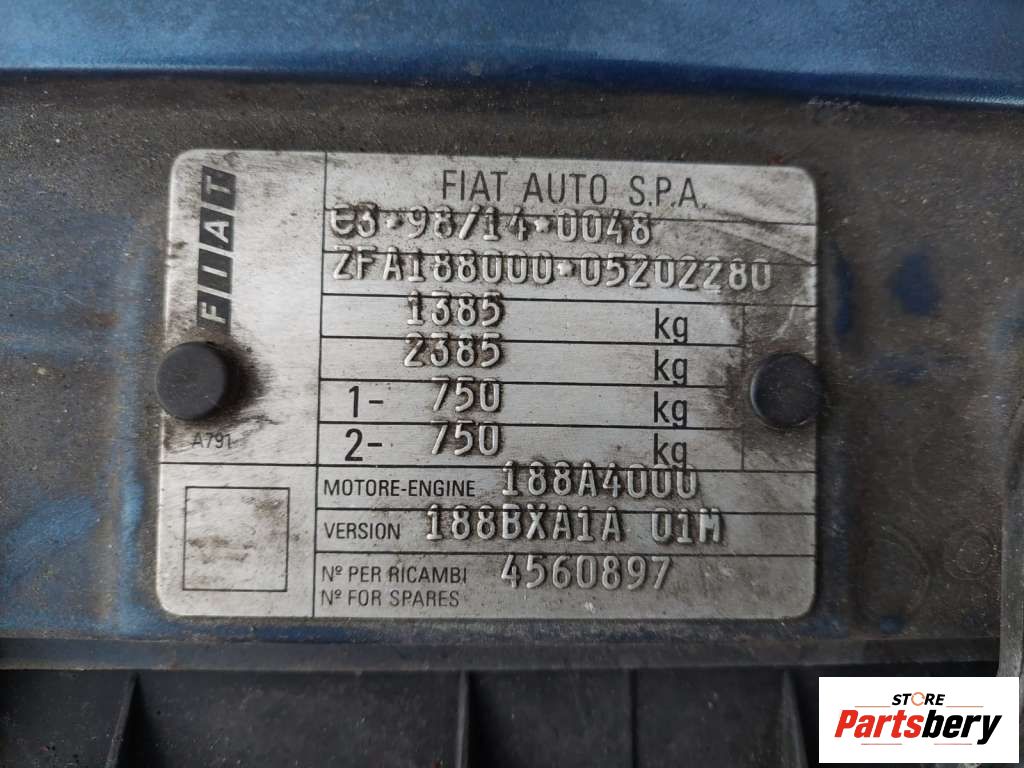 FIAT
FIAT AUTO S.P.A.
e3*98/14*0048
ZFA188000*05202280
1385 kg
2385 kg
1- 750 kg
2- 750 kg
A791
MOTORE-ENGINE 188A4000
VERSION 188BXA1A 01M
Nº PER RICAMBI 4560897
Nº FOR SPARES
STORE
Partsbery